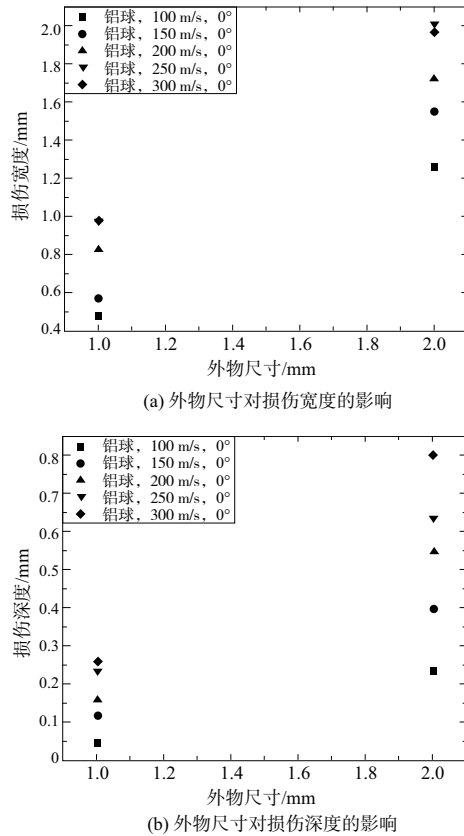 铝球，100 m/s，0°
铝球，150 m/s，0°
铝球，200 m/s，0°
铝球，250 m/s，0°
铝球，300 m/s，0°
损伤宽度/mm
2.0
1.8
1.6
1.4
1.2
1.0
0.8
0.6
0.4
1.0 1.2 1.4 1.6 1.8 2.0
外物尺寸/mm
(a) 外物尺寸对损伤宽度的影响
铝球，100 m/s，0°
铝球，150 m/s，0°
铝球，200 m/s，0°
铝球，250 m/s，0°
铝球，300 m/s，0°
损伤深度/mm
0.8
0.7
0.6
0.5
0.4
0.3
0.2
0.1
0
1.0 1.2 1.4 1.6 1.8 2.0
外物尺寸/mm
(b) 外物尺寸对损伤深度的影响